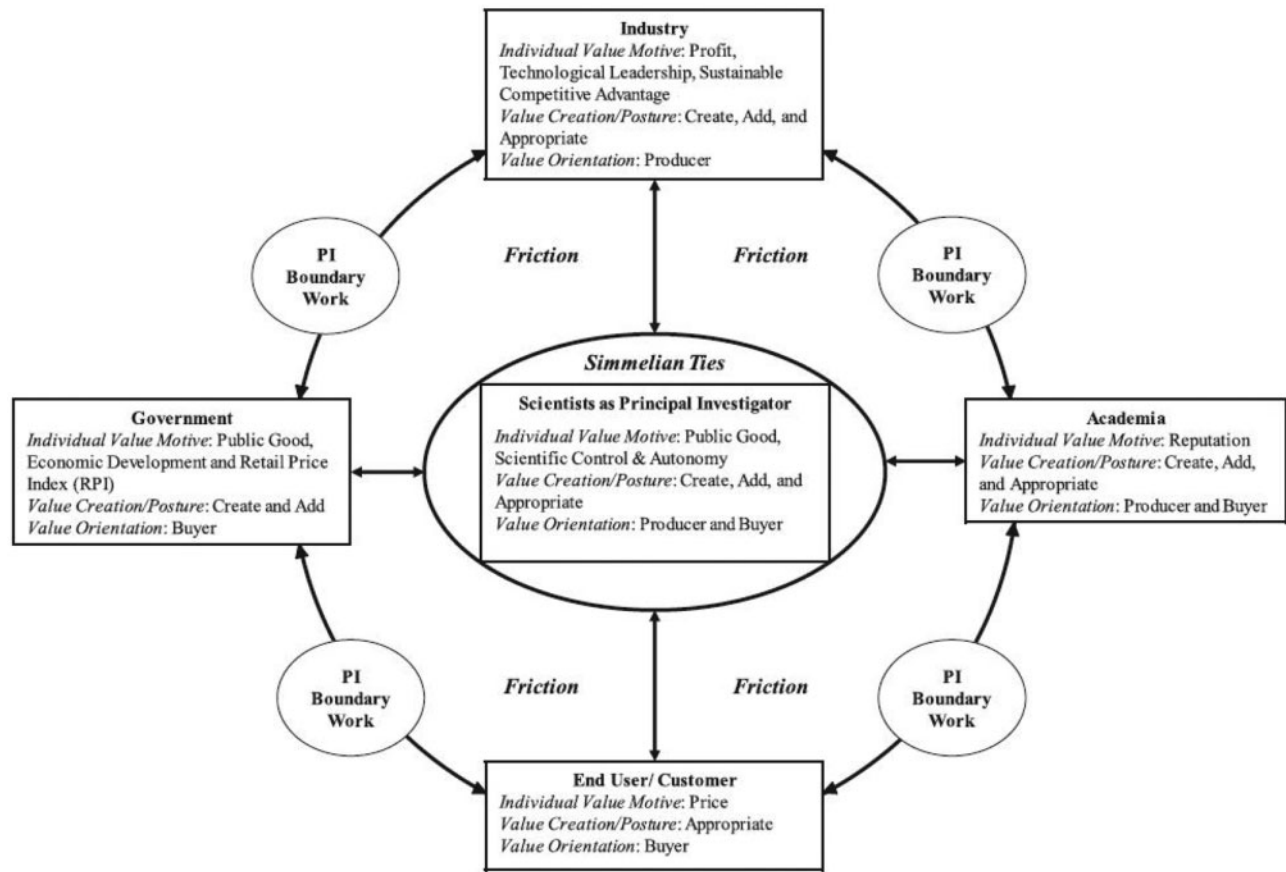 Industry
Individual Value Motive: Profit,
Technological Leadership, Sustainable
Competitive Advantage
Value Creation/Posture: Create, Add, and
Appropriate
Value Orientation: Producer
PI
Boundary
Work
Friction
Friction
PI
Boundary
Work
Simmelian Ties
Government
Individual Value Motive: Public Good,
Economic Development and Retail Price
Index (RPI)
Value Creation/Posture: Create and Add
Value Orientation: Buyer
Scientists as Principal Investigator
Individual Value Motive: Public Good,
Scientific Control & Autonomy
Value Creation/Posture: Create, Add, and
Appropriate
Value Orientation: Producer and Buyer
Academia
Individual Value Motive: Reputation
Value Creation/Posture: Create, Add,
and Appropriate
Value Orientation: Producer and Buyer
PI
Boundary
Work
Friction
Friction
PI
Boundary
Work
End User/ Customer
Individual Value Motive: Price
Value Creation/Posture: Appropriate
Value Orientation: Buyer